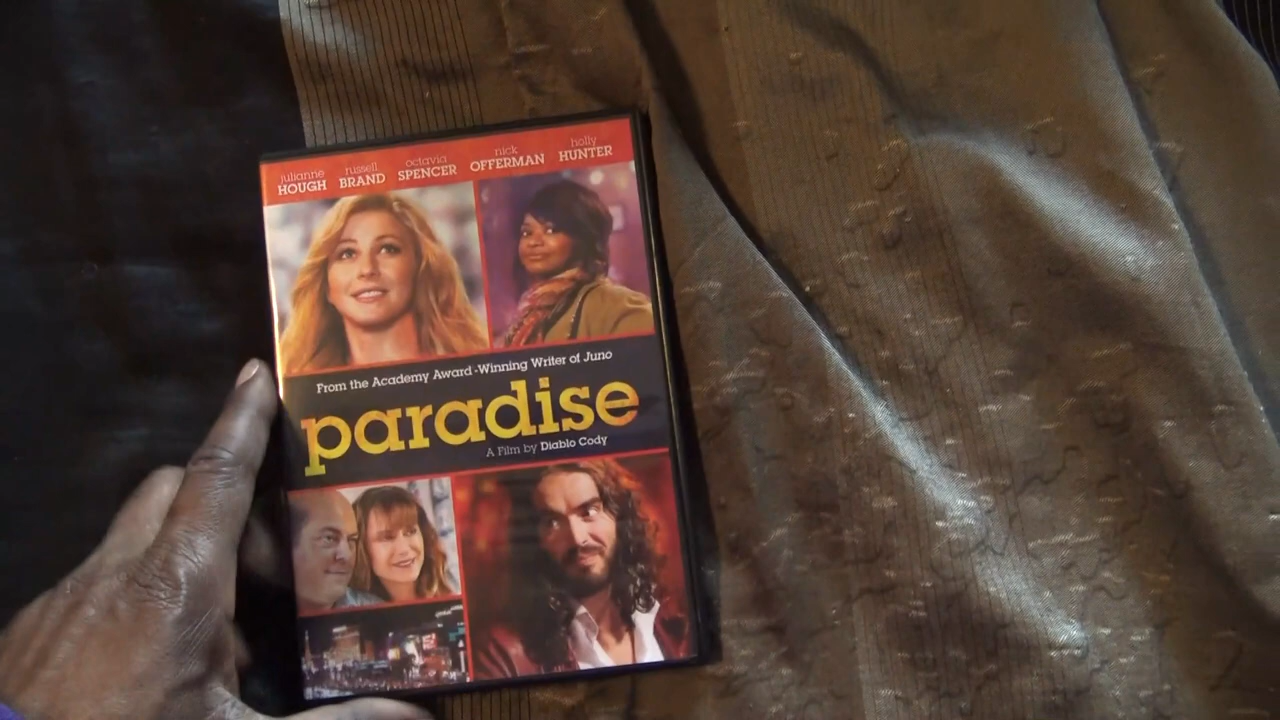 julianne HOUGH russell BRAND octavia SPENCER nick OFFERMAN holly HUNTER
From the Academy Award-Winning Writer of Juno
paradise
A Film by Diablo Cody